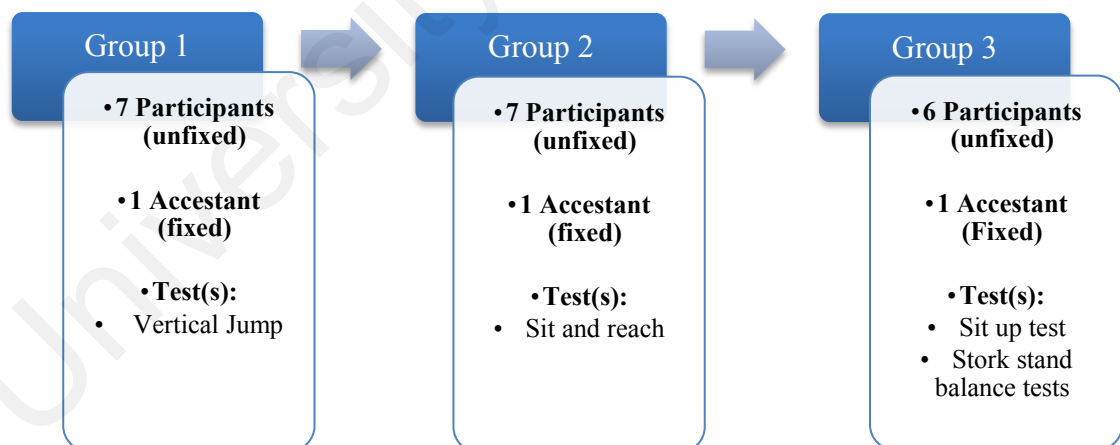 Group 1
• 7 Participants
(unfixed)
• 1 Accestant
(fixed)
• Test(s):
• Vertical Jump
Group 2
• 7 Participants
(unfixed)
• 1 Accestant
(fixed)
• Test(s):
• Sit and reach
Group 3
• 6 Participants
(unfixed)
• 1 Accestant
(Fixed)
• Test(s):
• Sit up test
• Stork stand
balance tests
University